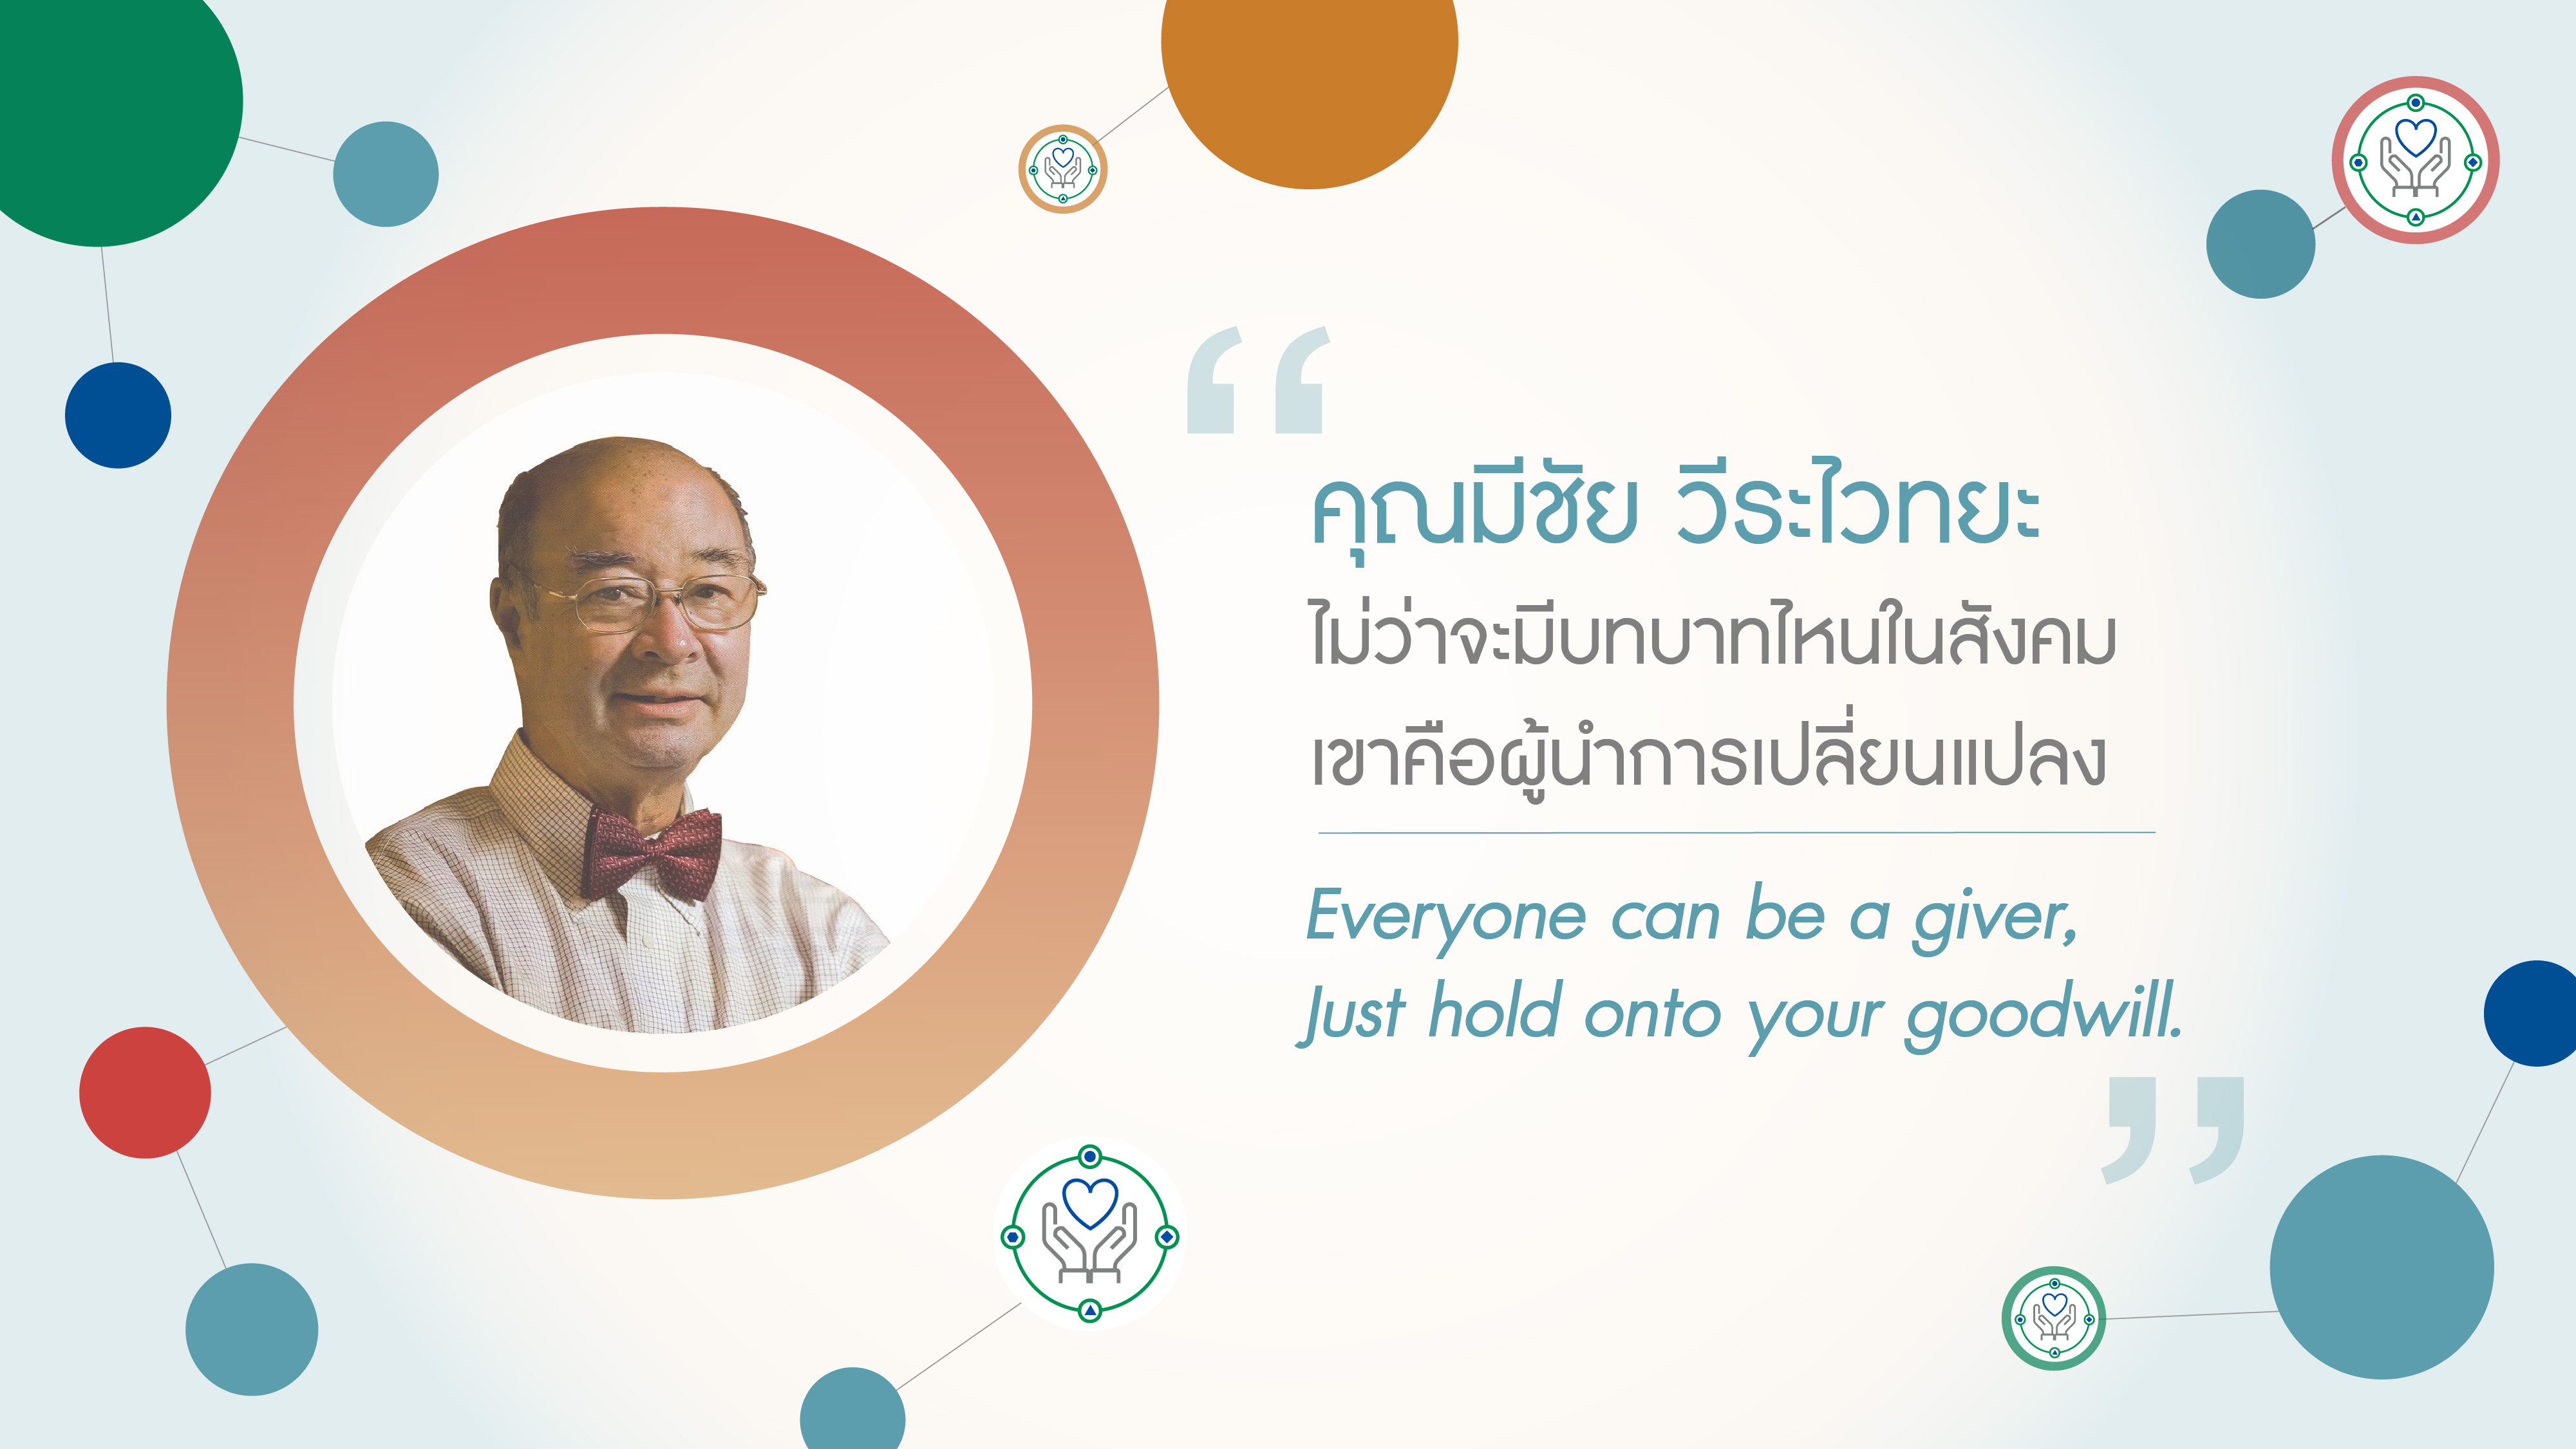 “
คุณมีชัย วีระไวทยะ
ไม่ว่าจะมีบทบาทไหนในสังคม
เขาคือผู้นำการเปลี่ยนแปลง
Everyone can be a giver,
Just hold onto your goodwill.
”